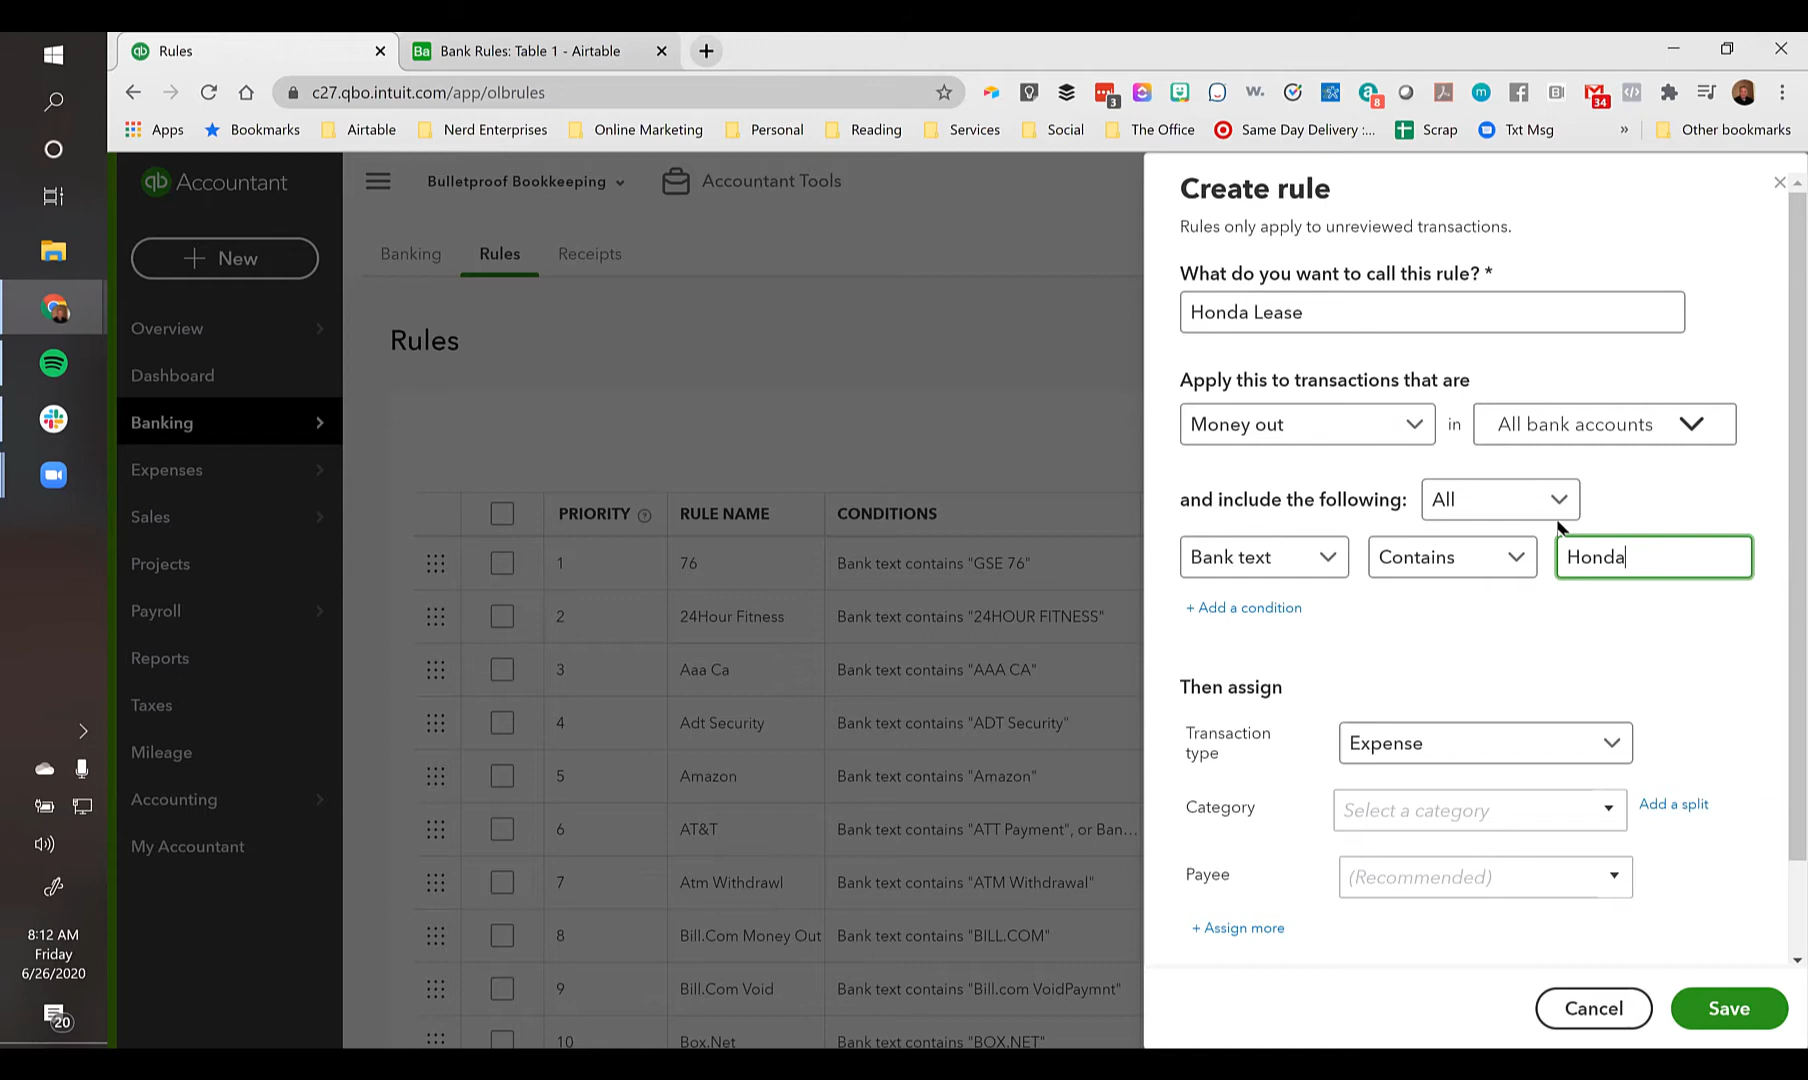 Rules
Bank Rules: Table 1 - Airtable
c27.qbo.intuit.com/app/olbrules
3
8
34
Apps
Bookmarks
Airtable
Nerd Enterprises
Online Marketing
Personal
Reading
Services
Social
The Office
Same Day Delivery :...
Scrap
Txt Msg
»
Other bookmarks
qb Accountant
Bulletproof Bookkeeping
Accountant Tools
+ New
Overview
Dashboard
Banking
Expenses
Sales
Projects
Payroll
Reports
Taxes
Mileage
Accounting
My Accountant
Banking
Rules
Receipts
Rules
PRIORITY
RULE NAME
CONDITIONS
1 76 Bank text contains "GSE 76"
2 24Hour Fitness Bank text contains "24HOUR FITNESS"
3 Aaa Ca Bank text contains "AAA CA"
4 Adt Security Bank text contains "ADT Security"
5 Amazon Bank text contains "Amazon"
6 AT&T Bank text contains "ATT Payment", or Ban...
7 Atm Withdrawl Bank text contains "ATM Withdrawal"
8 Bill.Com Money Out Bank text contains "BILL.COM"
9 Bill.Com Void Bank text contains "Bill.com VoidPaymnt"
10 Box.Net Bank text contains "BOX.NET"
Create rule
Rules only apply to unreviewed transactions.
What do you want to call this rule? *
Honda Lease
Apply this to transactions that are
Money out in All bank accounts
and include the following: All
Bank text Contains Honda
+ Add a condition
Then assign
Transaction type
Expense
Category
Select a category
Add a split
Payee
(Recommended)
+ Assign more
Cancel
Save
8:12 AM
Friday
6/26/2020
20